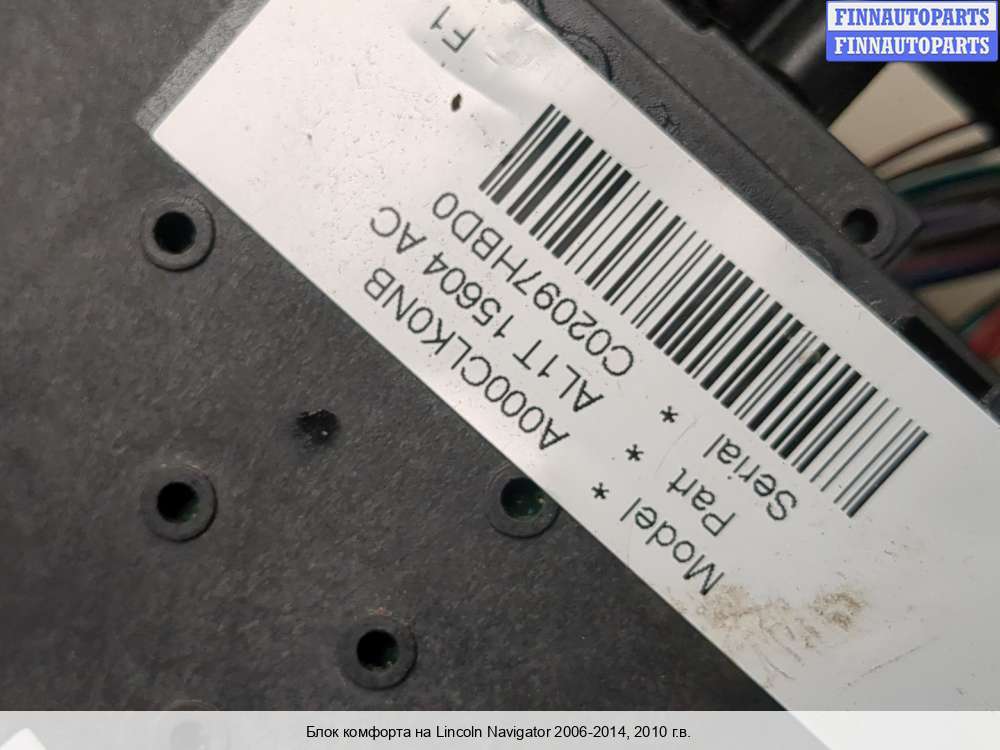 FINNAUTOPARTS
FINNAUTOPARTS
F1
Model * A000CLK0NB
Part * AL1T 15604 AC
Serial * C02097HBD0
Блок комфорта на Lincoln Navigator 2006-2014, 2010 г.в.